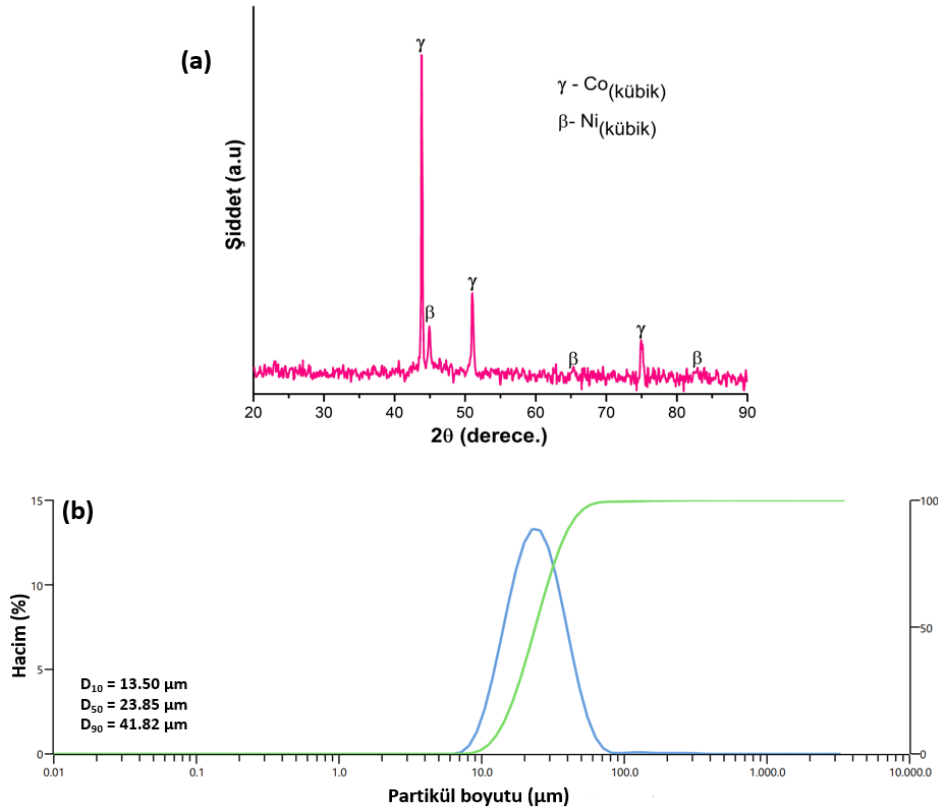 (a)
γ
γ - Co(kübik)
β- Ni(kübik)
Şiddet (a.u)
β
γ
β
γ
β
20 30 40 50 60 70 80 90
2θ (derece.)
(b)
15
10
5
0
Hacim (%)
100
50
0
D10 = 13.50 µm
D50 = 23.85 µm
D90 = 41.82 µm
0.01 0.1 1.0 10.0 100.0 1.000.0 10.000.0
Partikül boyutu (µm)